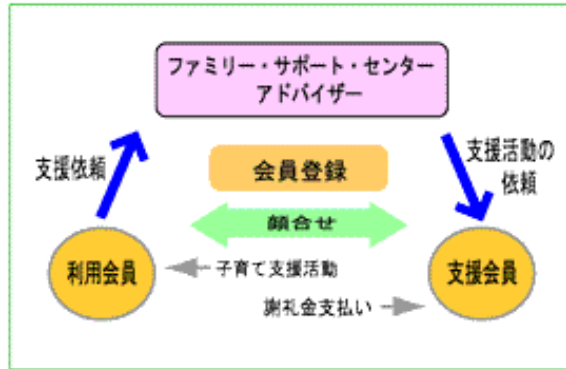 ファミリー・サポート・センター
アドバイザー
支援依頼
支援活動の
依頼
会員登録
顔合せ
利用会員
支援会員
子育て支援活動
謝礼金支払い